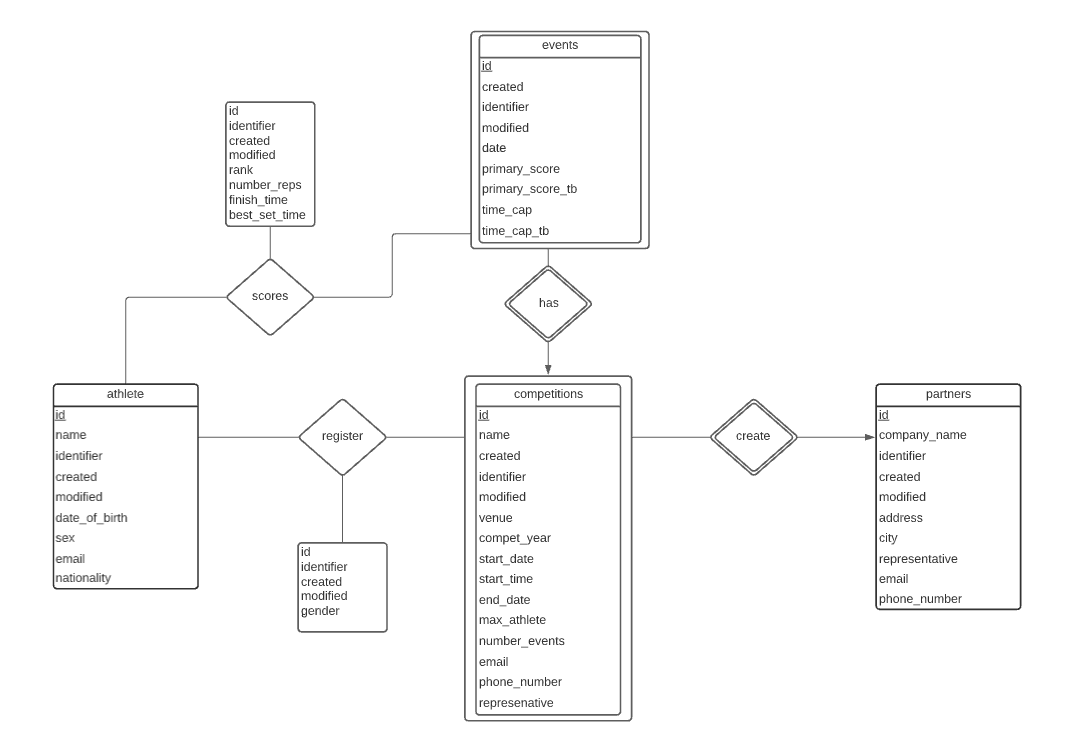 events
id
created
identifier
modified
date
primary_score
primary_score_tb
time_cap
time_cap_tb
id
identifier
created
modified
rank
number_reps
finish_time
best_set_time
scores
has
athlete
id
name
identifier
created
modified
date_of_birth
sex
email
nationality
register
id
identifier
created
modified
gender
competitions
id
name
created
identifier
modified
venue
compet_year
start_date
start_time
end_date
max_athlete
number_events
email
phone_number
represenative
create
partners
id
company_name
identifier
created
modified
address
city
representative
email
phone_number